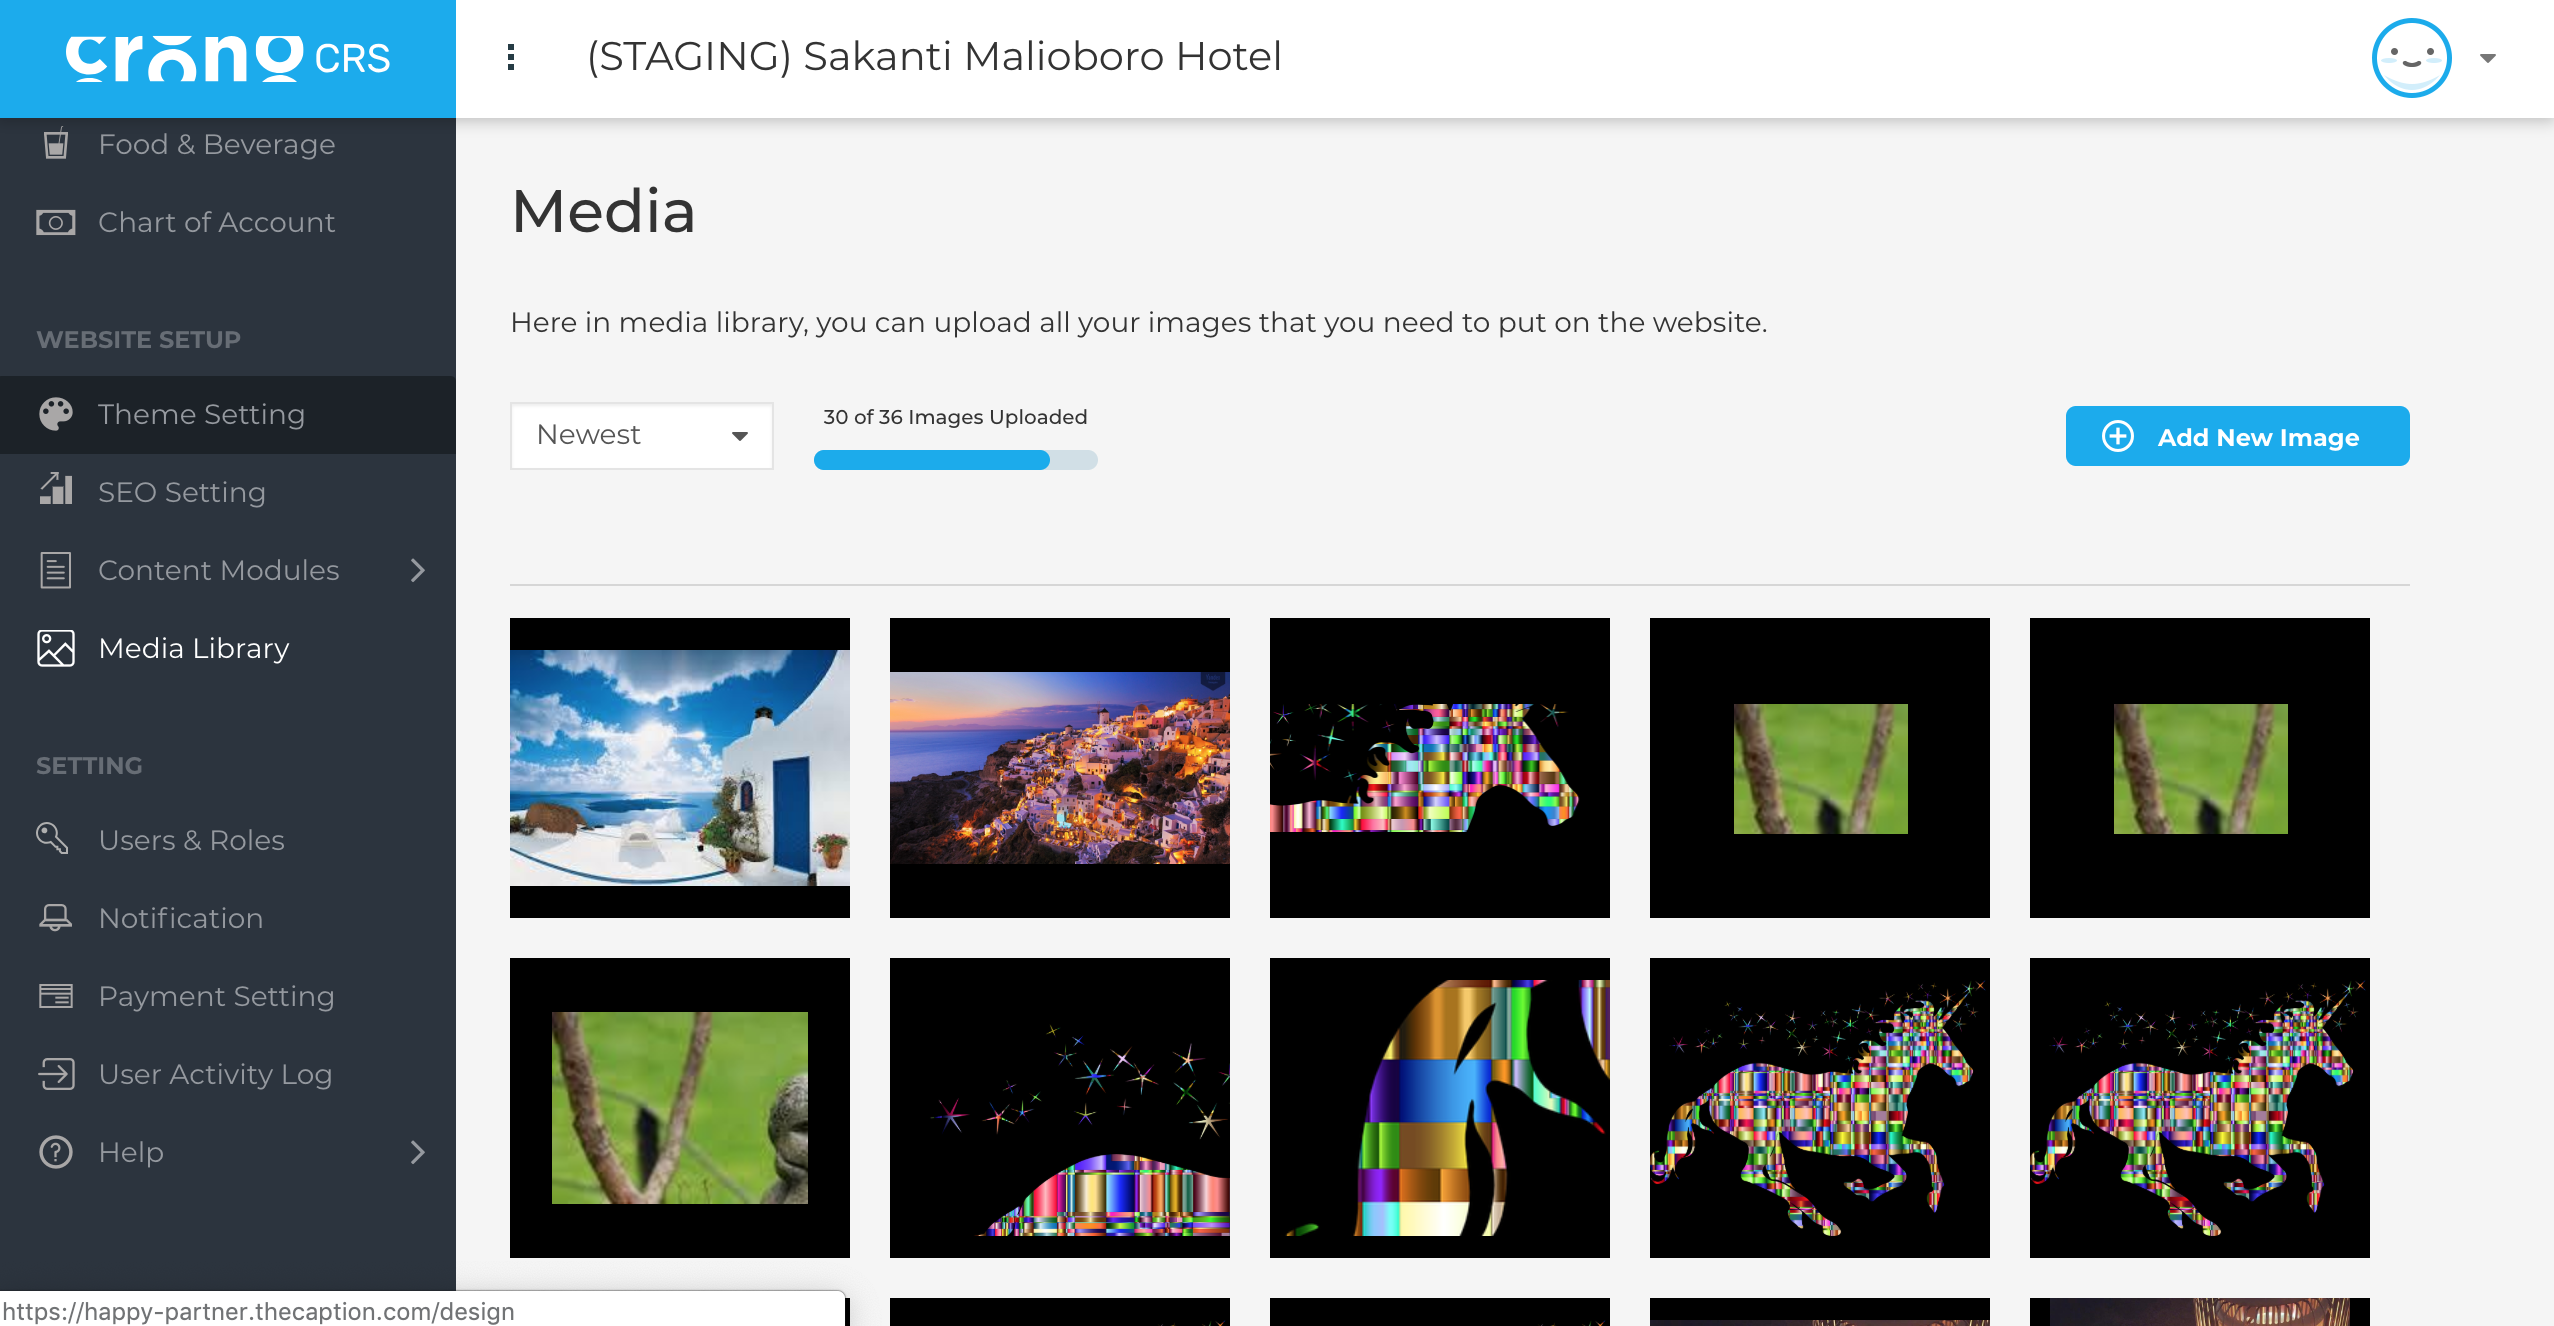 crono CRS
(STAGING) Sakanti Malioboro Hotel
Food & Beverage
Chart of Account
WEBSITE SETUP
Theme Setting
SEO Setting
Content Modules
Media Library
SETTING
Users & Roles
Notification
Payment Setting
User Activity Log
Help
Media
Here in media library, you can upload all your images that you need to put on the website.
Newest
30 of 36 Images Uploaded
Add New Image
https://happy-partner.thecaption.com/design